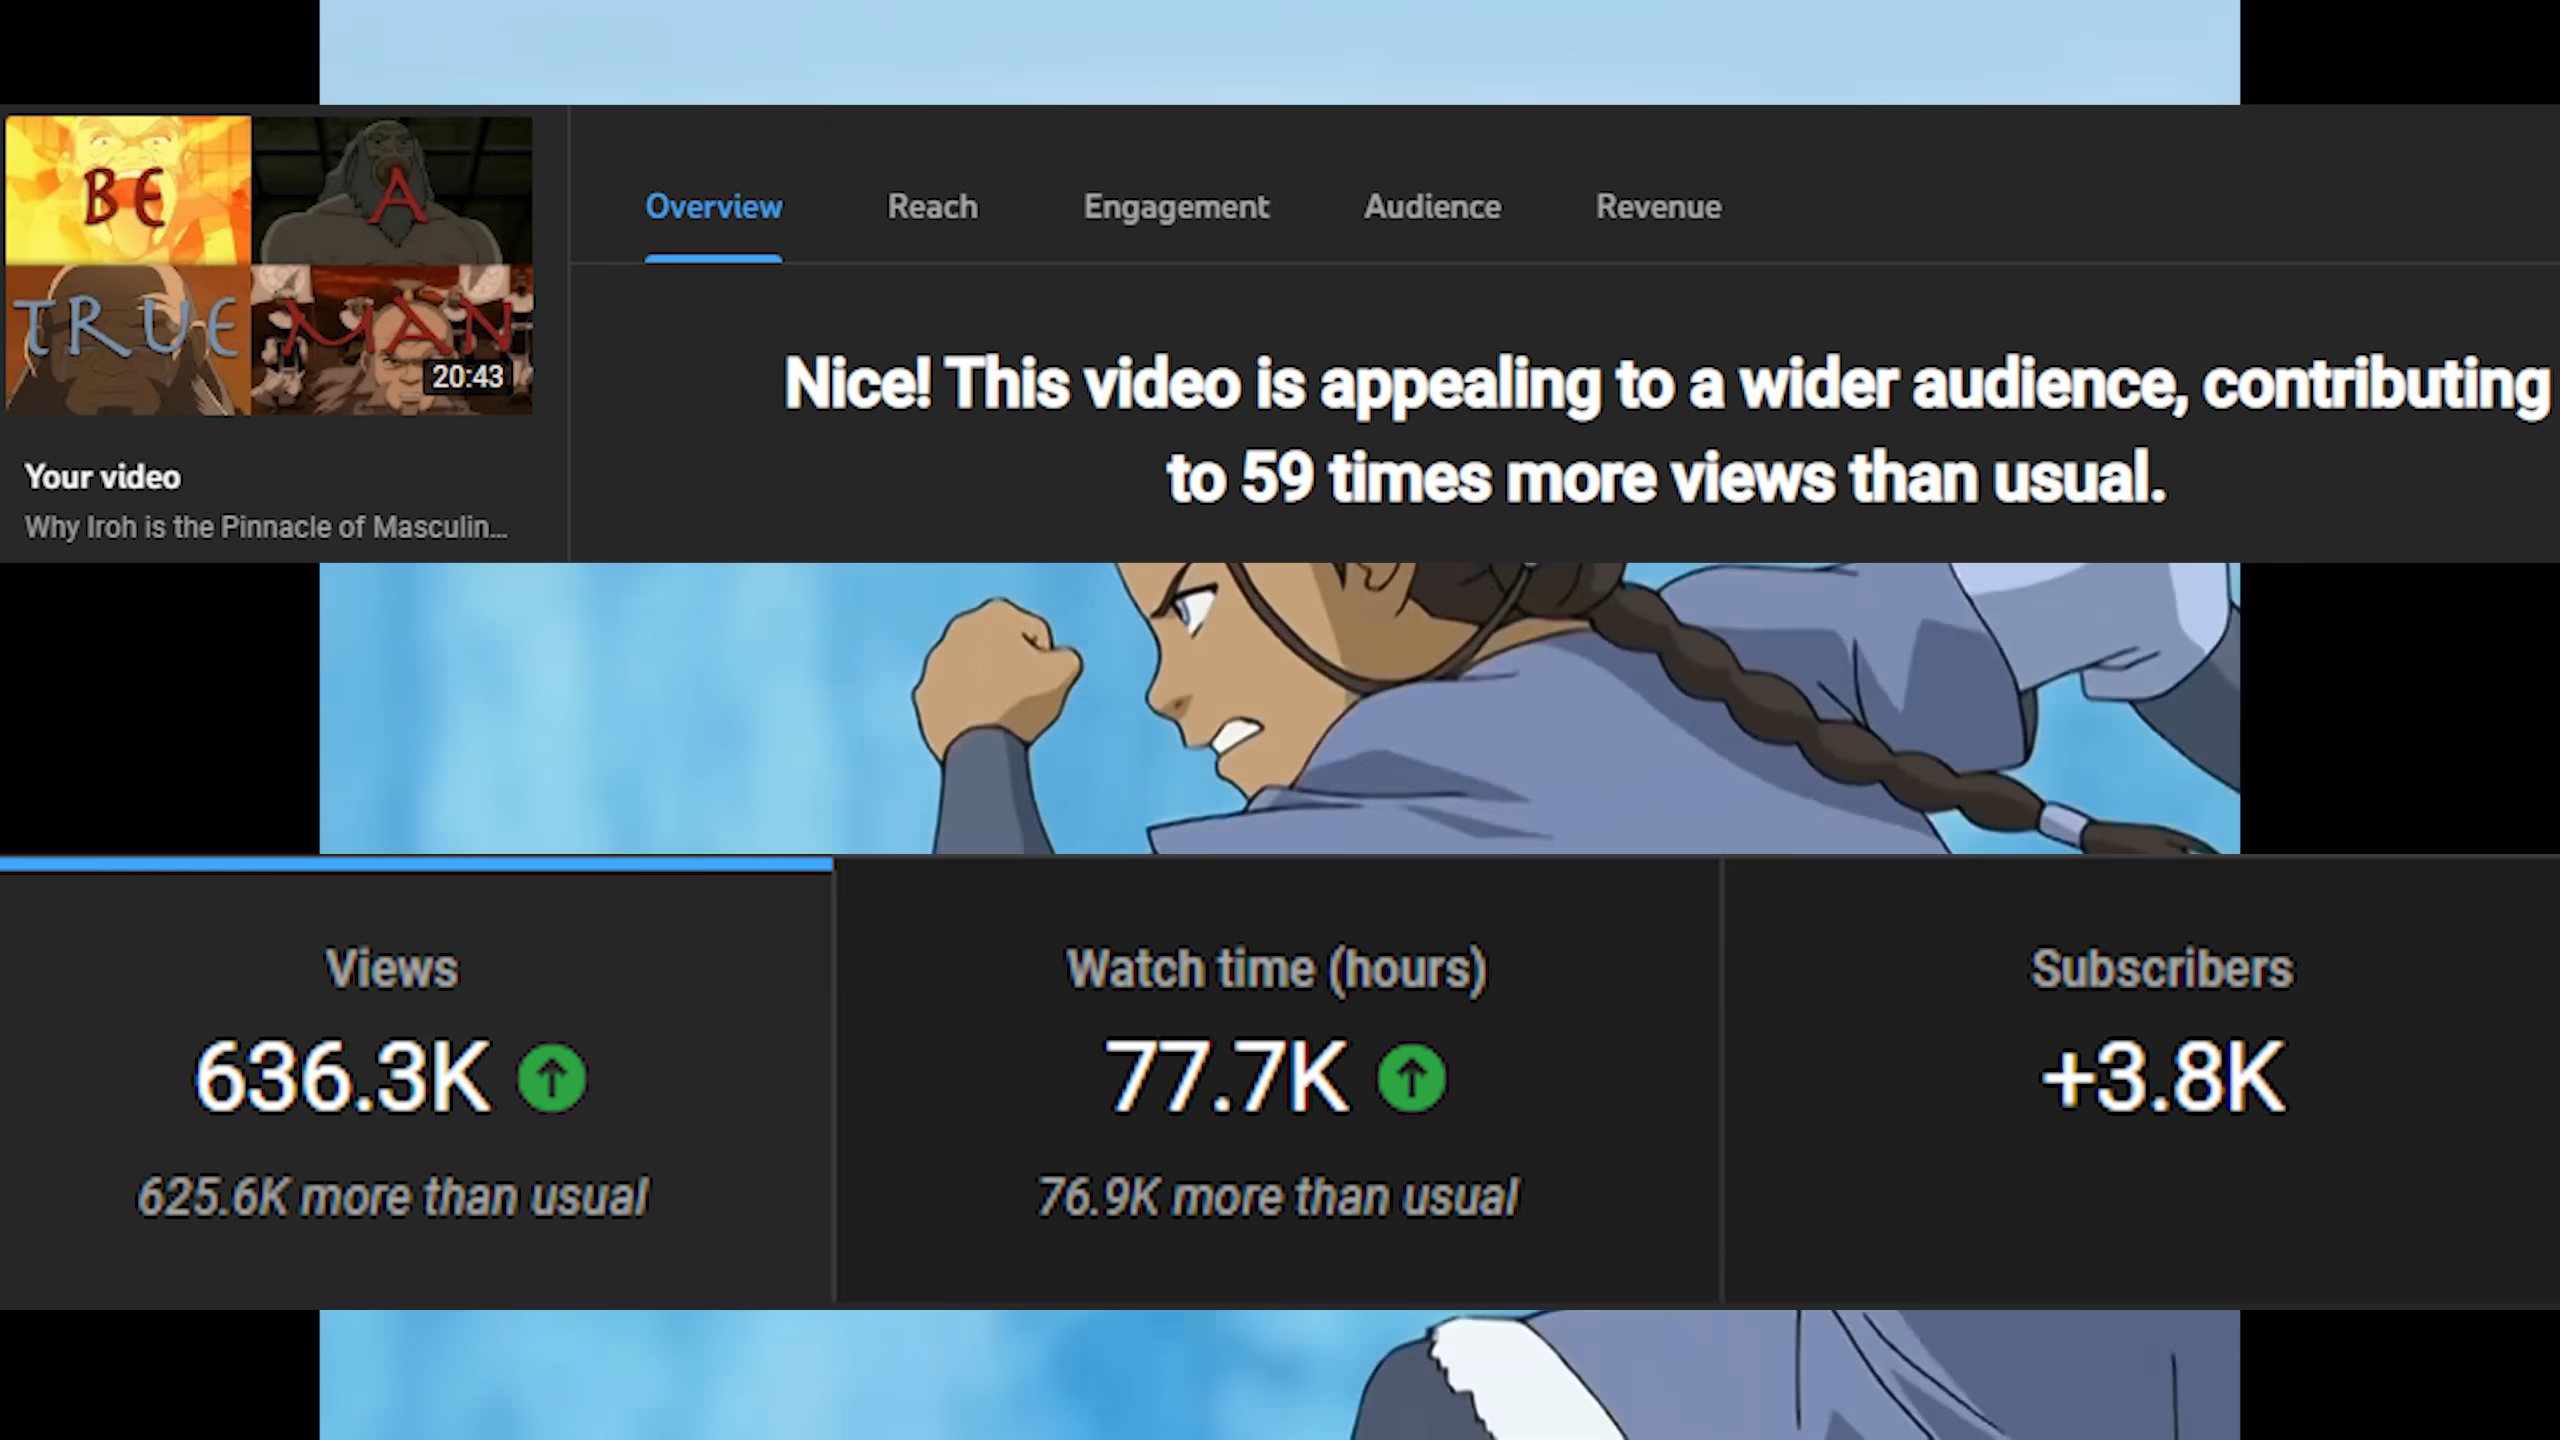 BE A
TRUE MAN
20:43
Your video
Why Iroh is the Pinnacle of Masculin...
Overview Reach Engagement Audience Revenue
Nice! This video is appealing to a wider audience, contributing
to 59 times more views than usual.
Views
636.3K
625.6K more than usual
Watch time (hours)
77.7K
76.9K more than usual
Subscribers
+3.8K